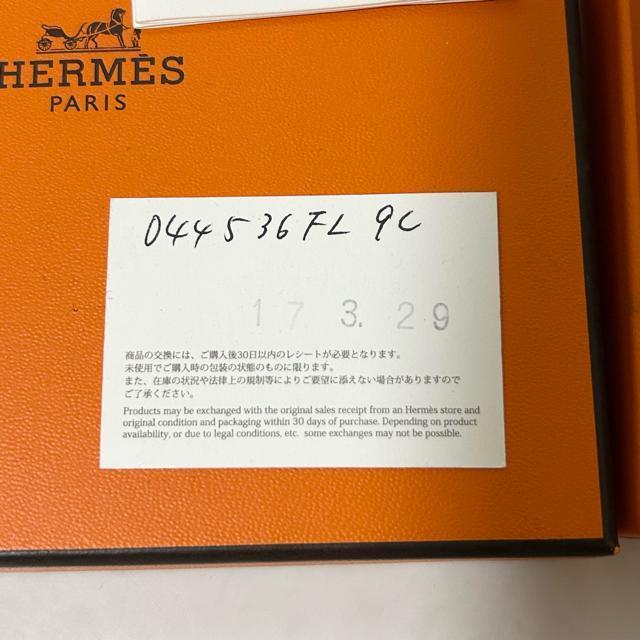 HERMÈS
PARIS
044536FL 9C
17 3. 29
商品の交換には、ご購入後30日以内のレシートが必要となります。
未使用でご購入時の包装の状態のものに限ります。
また、在庫の状況や法律上の規制等によりご要望に添えない場合がありますので
ご了承ください。
Products may be exchanged with the original sales receipt from an Hermès store and
original condition and packaging within 30 days of purchase. Depending on product
availability, or due to legal conditions, etc. some exchanges may not be possible.